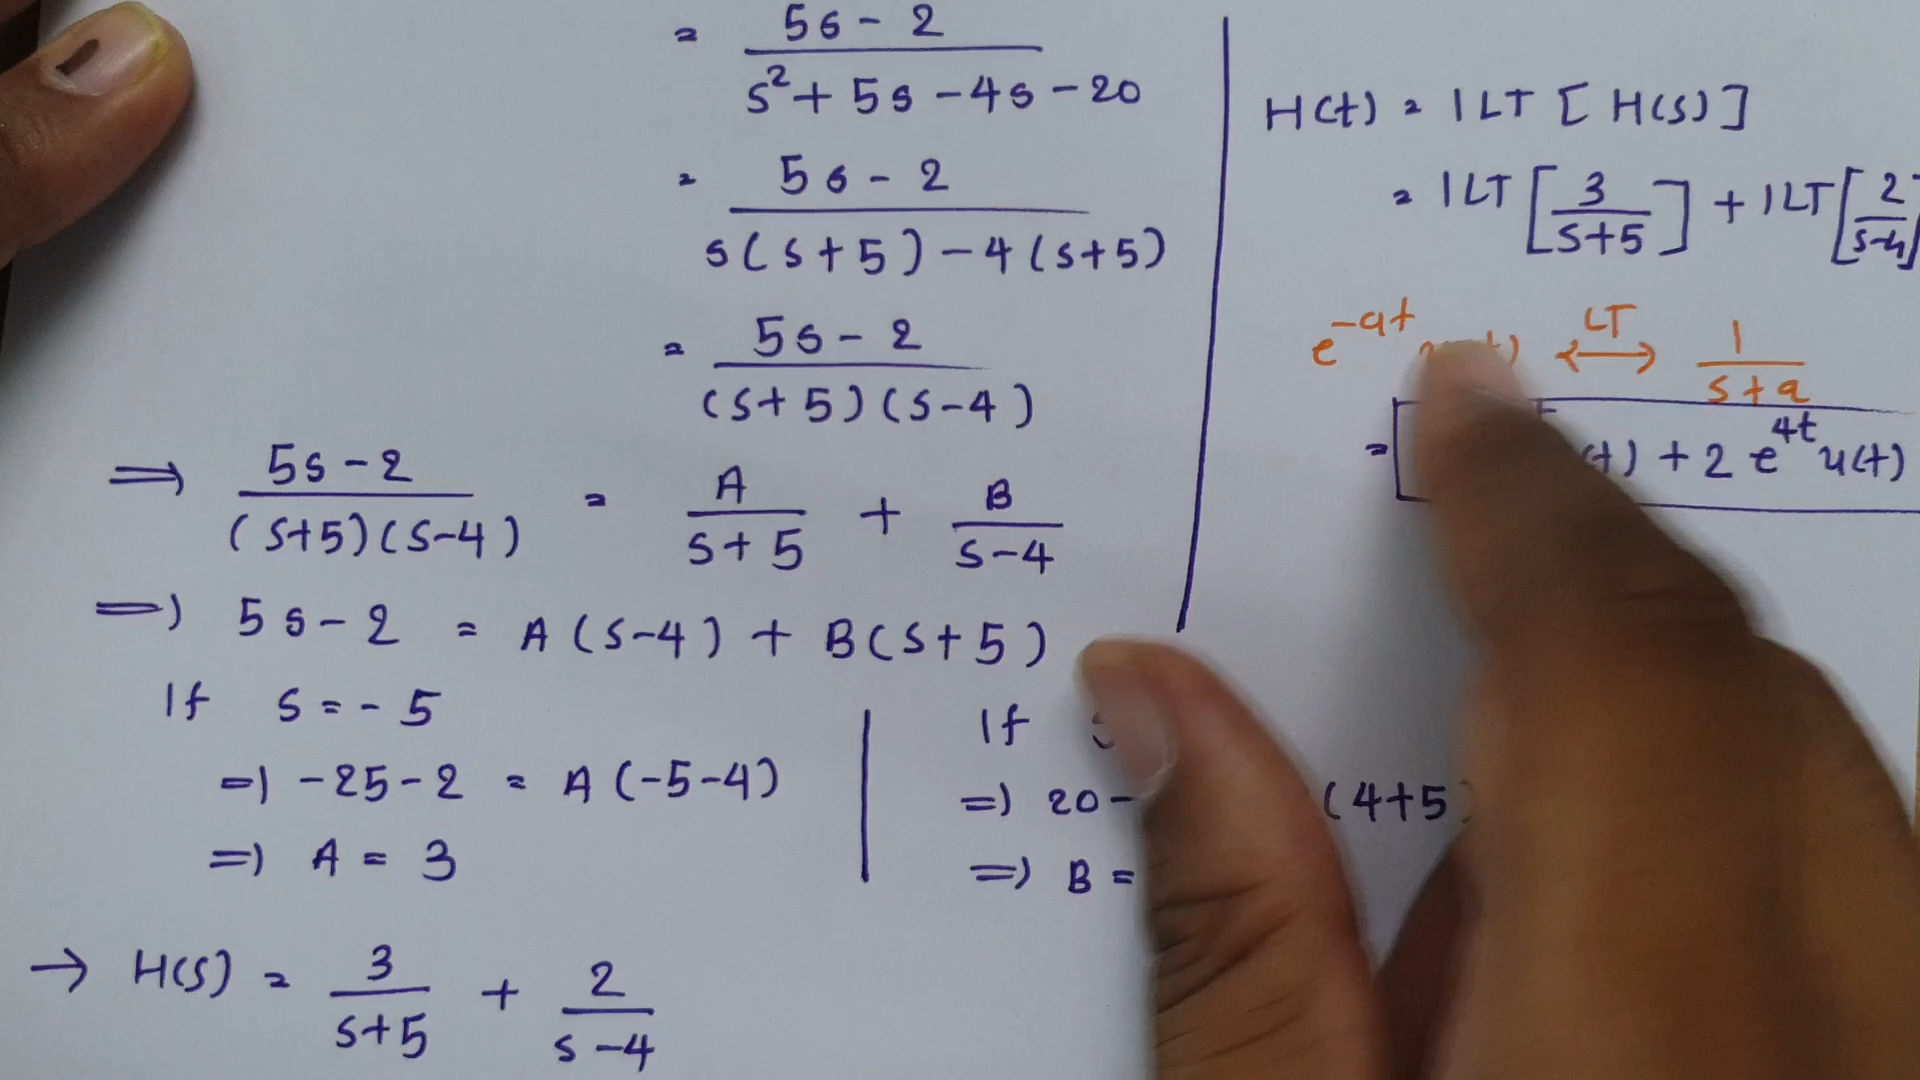 = 5s - 2 / s² + 5s - 4s - 20
= 5s - 2 / s(s+5) - 4(s+5)
= 5s - 2 / (s+5)(s-4)
⇒ 5s - 2 / (s+5)(s-4) = A / s+5 + B / s-4
⇒ 5s - 2 = A(s-4) + B(s+5)
If s = - 5
⇒ -25 - 2 = A(-5-4)
⇒ A = 3
If
⇒ 20 - (4+5)
⇒ B =
→ H(s) = 3 / s+5 + 2 / s-4
H(t) = ILT [H(s)]
= ILT [3 / s+5] + ILT [2 / s-4]
e^-at ⟷ LT 1 / s+a
= (t) + 2 e^4t u(t)